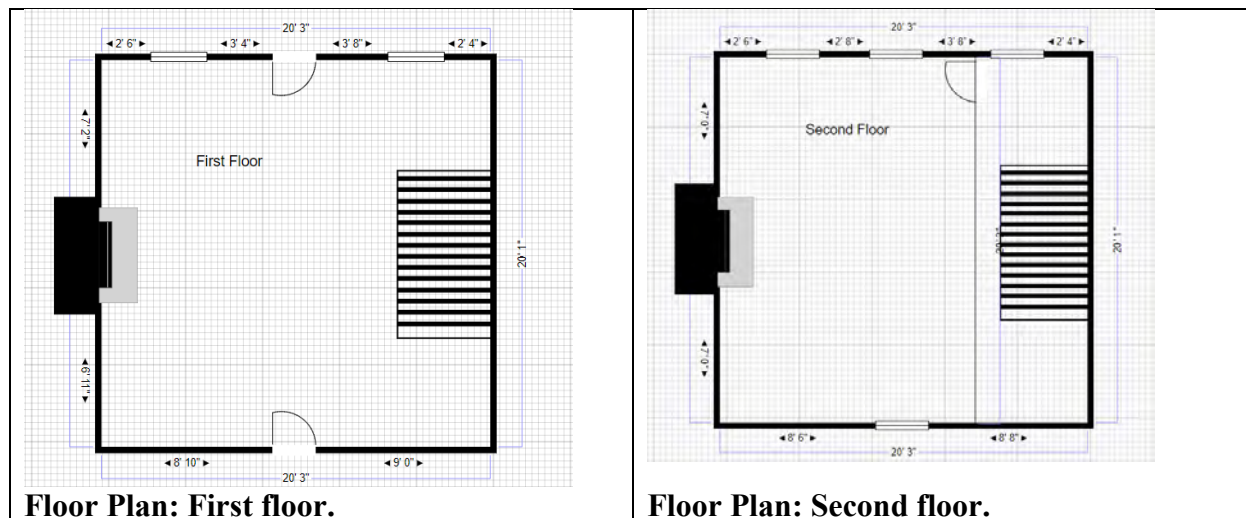 20' 3"
2' 6" 3' 4" 3' 8" 2' 4"
7' 2"
First Floor
20' 1"
6' 11"
8' 10" 9' 0"
20' 3"
Floor Plan: First floor.
20' 3"
2' 6" 2' 8" 3' 8" 2' 4"
7' 0"
Second Floor
20' 1"
7' 0"
8' 6" 8' 8"
20' 3"
Floor Plan: Second floor.